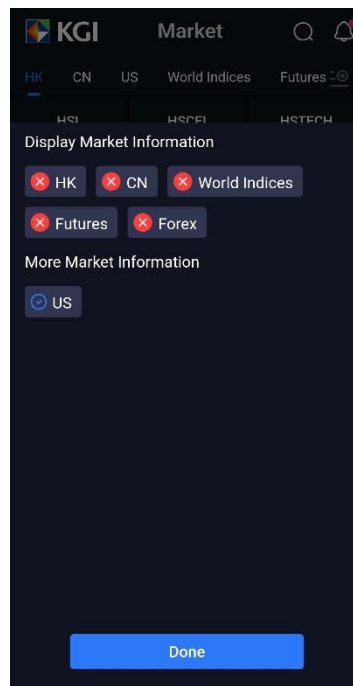 KGI Market
HK CN US World Indices Futures
HSI HSCEI HSTECH
Display Market Information
HK CN World Indices
Futures Forex
More Market Information
US
Done